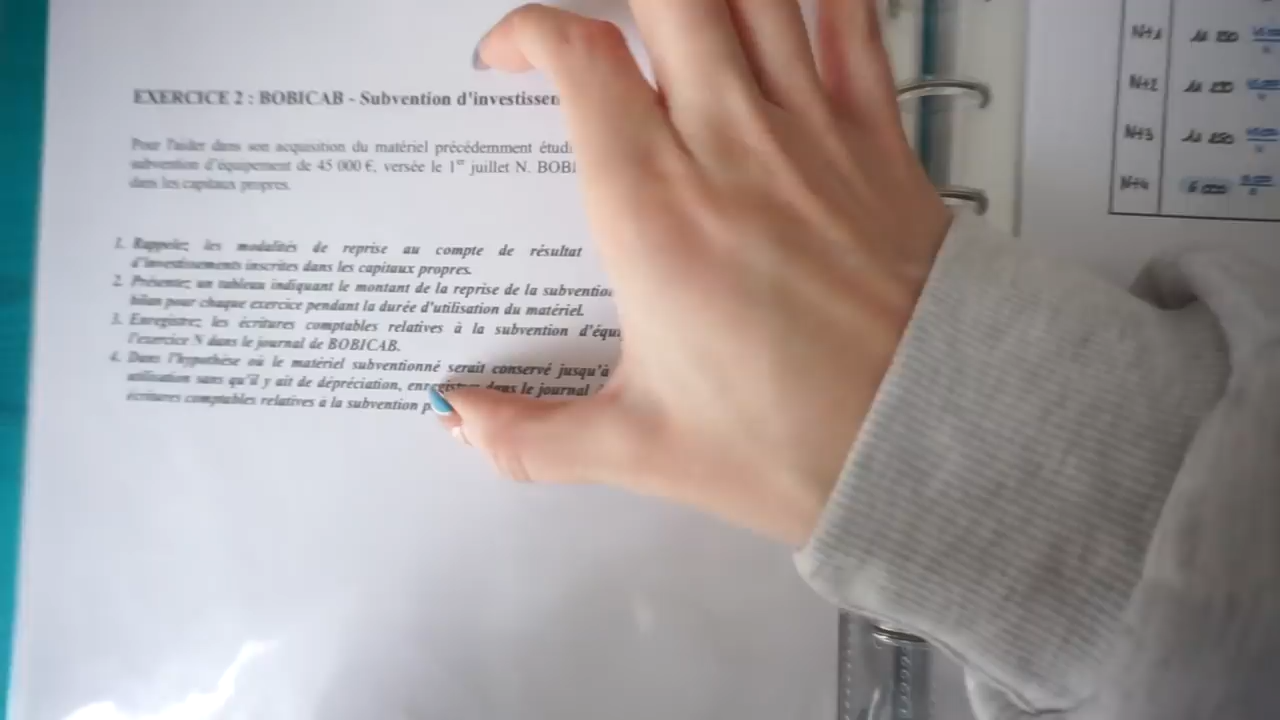 EXERCICE 2 : BOBICAB - Subvention d'investissen
Pour l'aider dans son acquisition du matériel précédemment étudi
subvention d'équipement de 45 000 €, versée le 1er juillet N. BOBI
dans les capitaux propres.
1. Rappelez les modalités de reprise au compte de résultat
d'investissements inscrites dans les capitaux propres.
2. Présentez un tableau indiquant le montant de la reprise de la subvention
bilan pour chaque exercice pendant la durée d'utilisation du matériel.
3. Enregistrez les écritures comptables relatives à la subvention d'équi
l'exercice N dans le journal de BOBICAB.
4. Dans l'hypothèse où le matériel subventionné serait conservé jusqu'à
utilisation sans qu'il y ait de dépréciation, enregistrez dans le journal
écritures comptables relatives à la subvention p
N+1
N+2
N+3
N+4